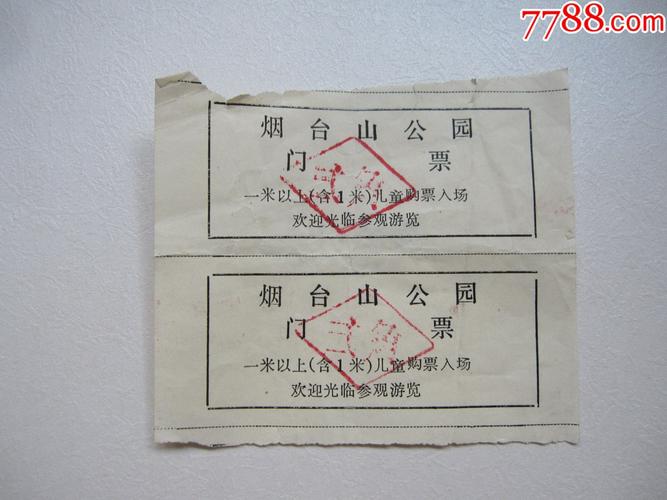 7788.com
烟台山公园
门 票
一米以上(含1米)儿童购票入场
欢迎光临参观游览
烟台山公园
门 票
一米以上(含1米)儿童购票入场
欢迎光临参观游览